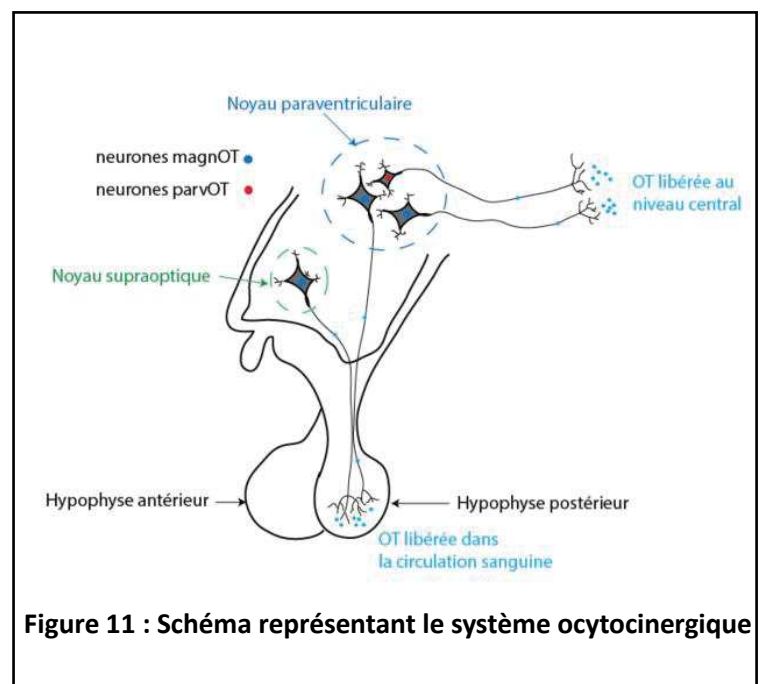 Noyau paraventriculaire
neurones magnOT
neurones parvOT
OT libérée au
niveau central
Noyau supraoptique
Hypophyse antérieur
Hypophyse postérieur
OT libérée dans
la circulation sanguine
Figure 11 : Schéma représentant le système ocytocinergique